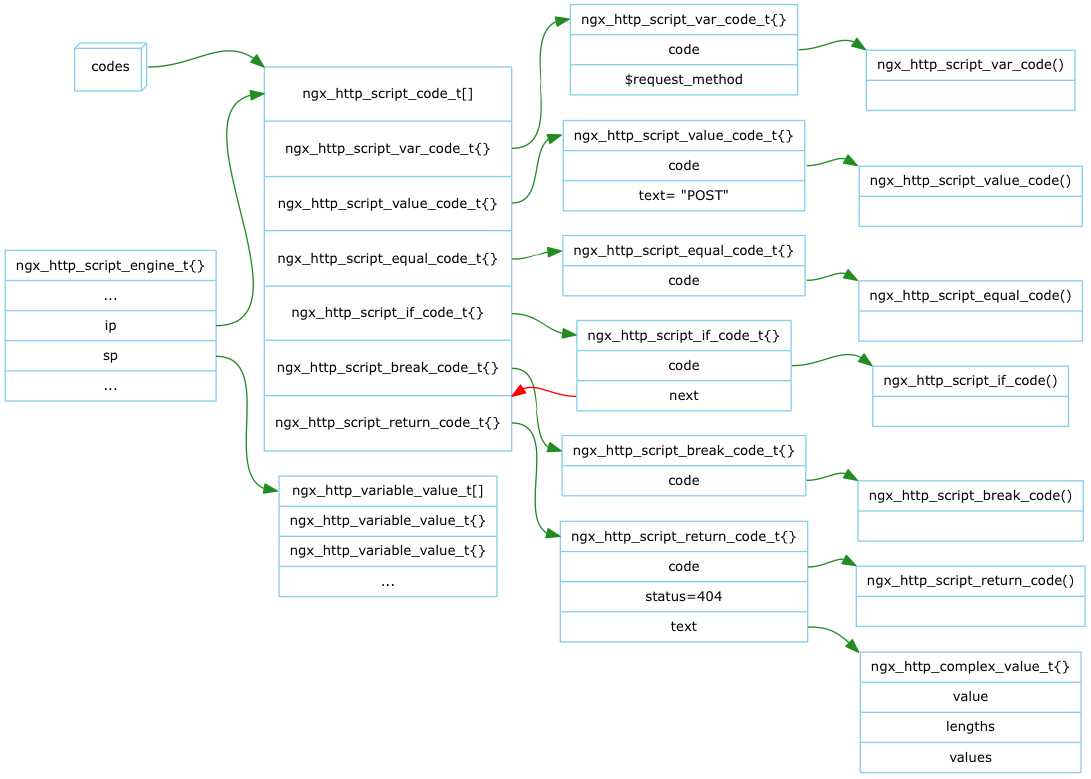 codes
ngx_http_script_engine_t{}
...
ip
sp
...
ngx_http_script_code_t[]
ngx_http_script_var_code_t{}
ngx_http_script_value_code_t{}
ngx_http_script_equal_code_t{}
ngx_http_script_if_code_t{}
ngx_http_script_break_code_t{}
ngx_http_script_return_code_t{}
ngx_http_variable_value_t[]
ngx_http_variable_value_t{}
ngx_http_variable_value_t{}
...
ngx_http_script_var_code_t{}
code
$request_method
ngx_http_script_value_code_t{}
code
text= "POST"
ngx_http_script_equal_code_t{}
code
ngx_http_script_if_code_t{}
code
next
ngx_http_script_break_code_t{}
code
ngx_http_script_return_code_t{}
code
status=404
text
ngx_http_script_var_code()
ngx_http_script_value_code()
ngx_http_script_equal_code()
ngx_http_script_if_code()
ngx_http_script_break_code()
ngx_http_script_return_code()
ngx_http_complex_value_t{}
value
lengths
values